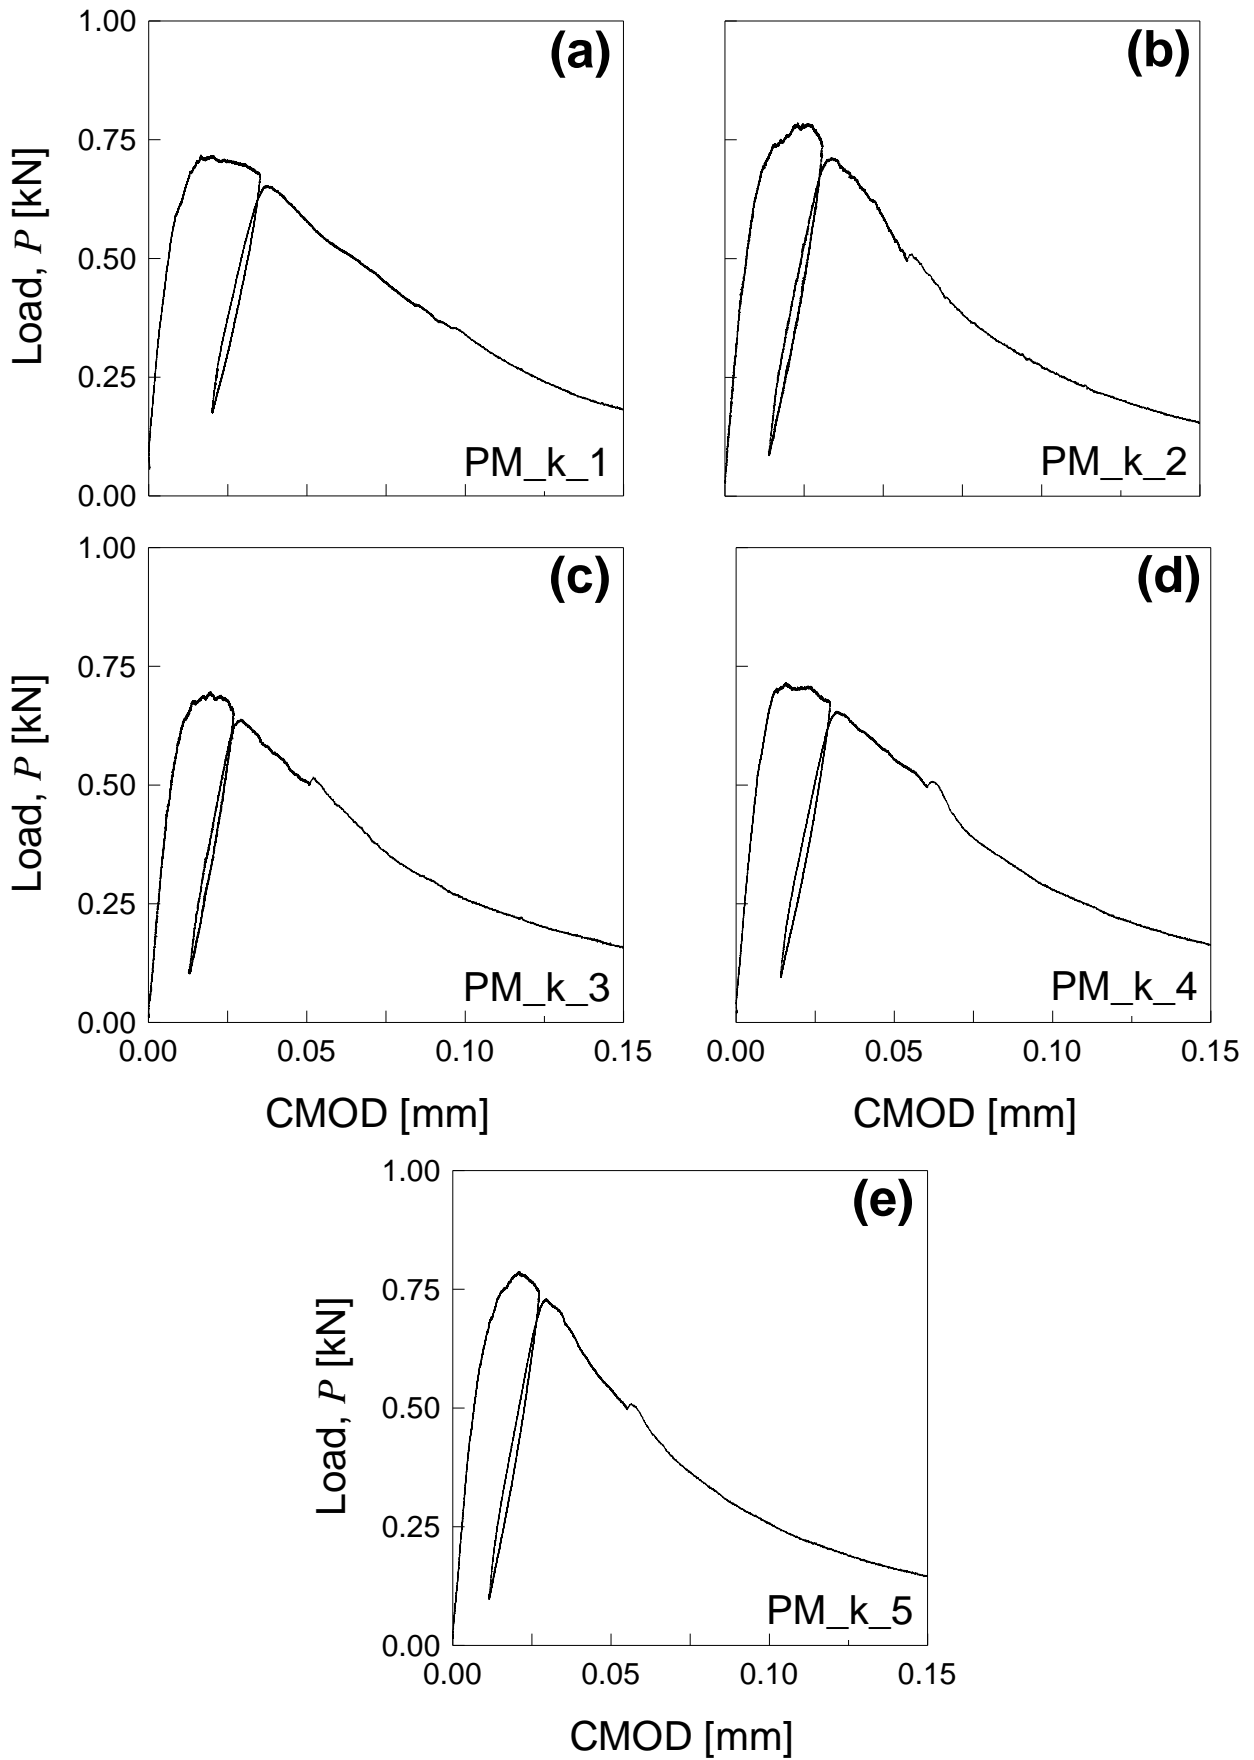 1.00
(a)
(b)
0.75
Load, P [kN]
0.50
0.25
PM_k_1
PM_k_2
0.00
1.00
(c)
(d)
0.75
Load, P [kN]
0.50
0.25
PM_k_3
PM_k_4
0.00
0.00 0.05 0.10 0.15
0.00 0.05 0.10 0.15
CMOD [mm]
CMOD [mm]
1.00
(e)
0.75
Load, P [kN]
0.50
0.25
PM_k_5
0.00
0.00 0.05 0.10 0.15
CMOD [mm]